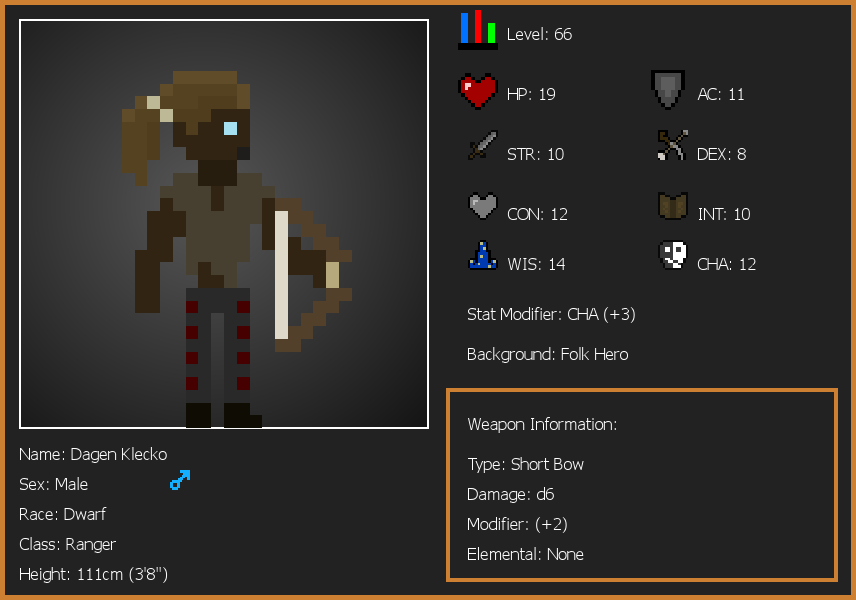 Level: 66
HP: 19
AC: 11
STR: 10
DEX: 8
CON: 12
INT: 10
WIS: 14
CHA: 12
Stat Modifier: CHA (+3)
Background: Folk Hero
Weapon Information:
Type: Short Bow
Damage: d6
Modifier: (+2)
Elemental: None
Name: Dagen Klecko
Sex: Male
Race: Dwarf
Class: Ranger
Height: 111cm (3'8")